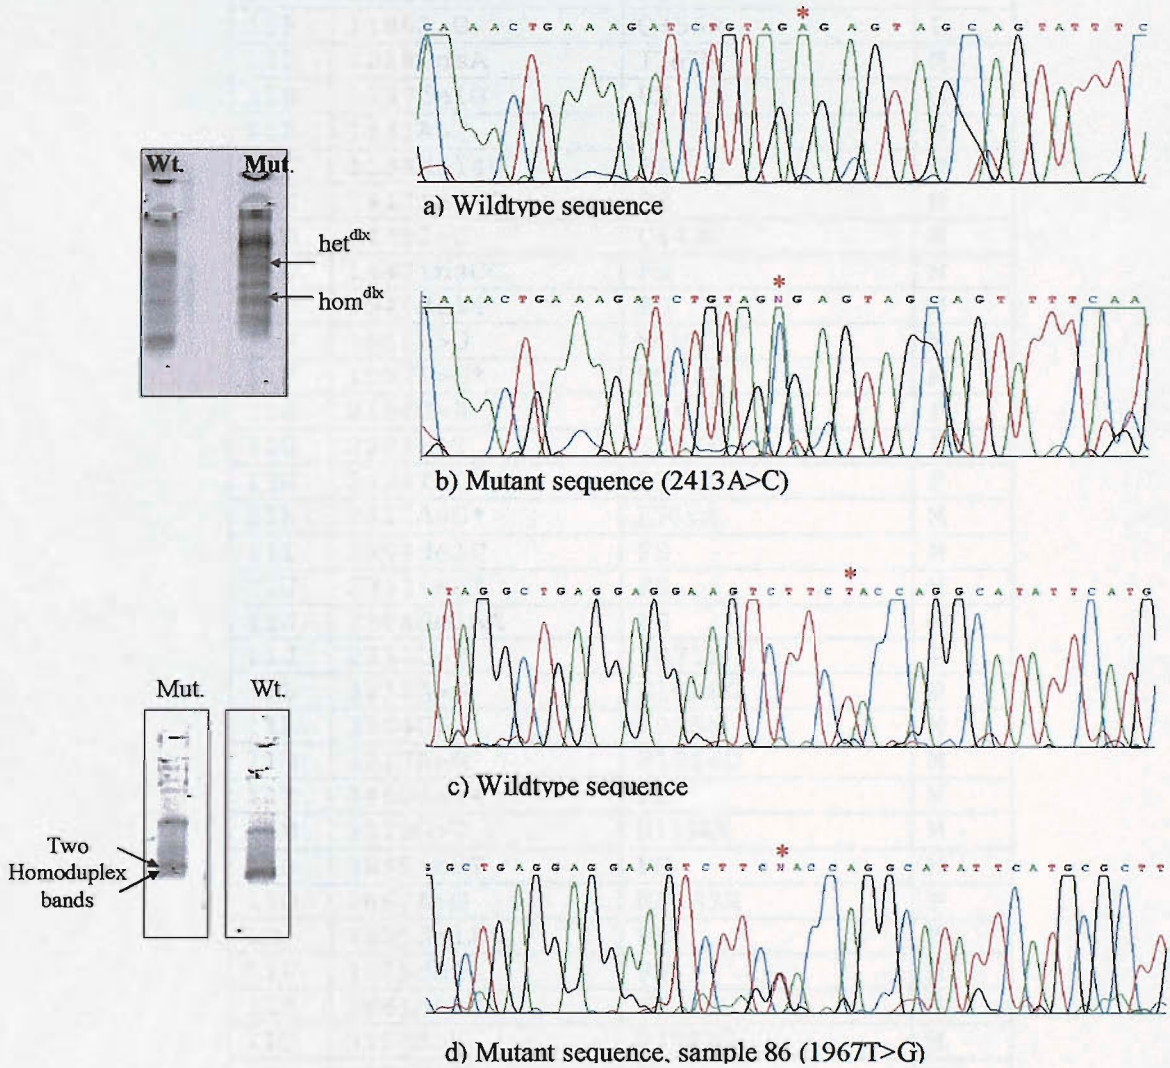 C A A A C T G A A A G A T C T G T A G A G A G T A G C A G T A T T T C
*
Wt. Mut.
a) Wildtype sequence
het^dlx
hom^dlx
*
C A A A C T G A A A G A T C T G T A G N G A G T A G C A G T T T T C A A
b) Mutant sequence (2413A>C)
*
T A G G C T G A G G A G G A A G T C T T C T A C C A G G C A T A T T C A T G
Mut. Wt.
c) Wildtype sequence
Two
Homoduplex
bands
*
G G C T G A G G A G G A A G T C T T C N A C C A G G C A T A T T C A T G C G C T T
d) Mutant sequence, sample 86 (1967T>G)